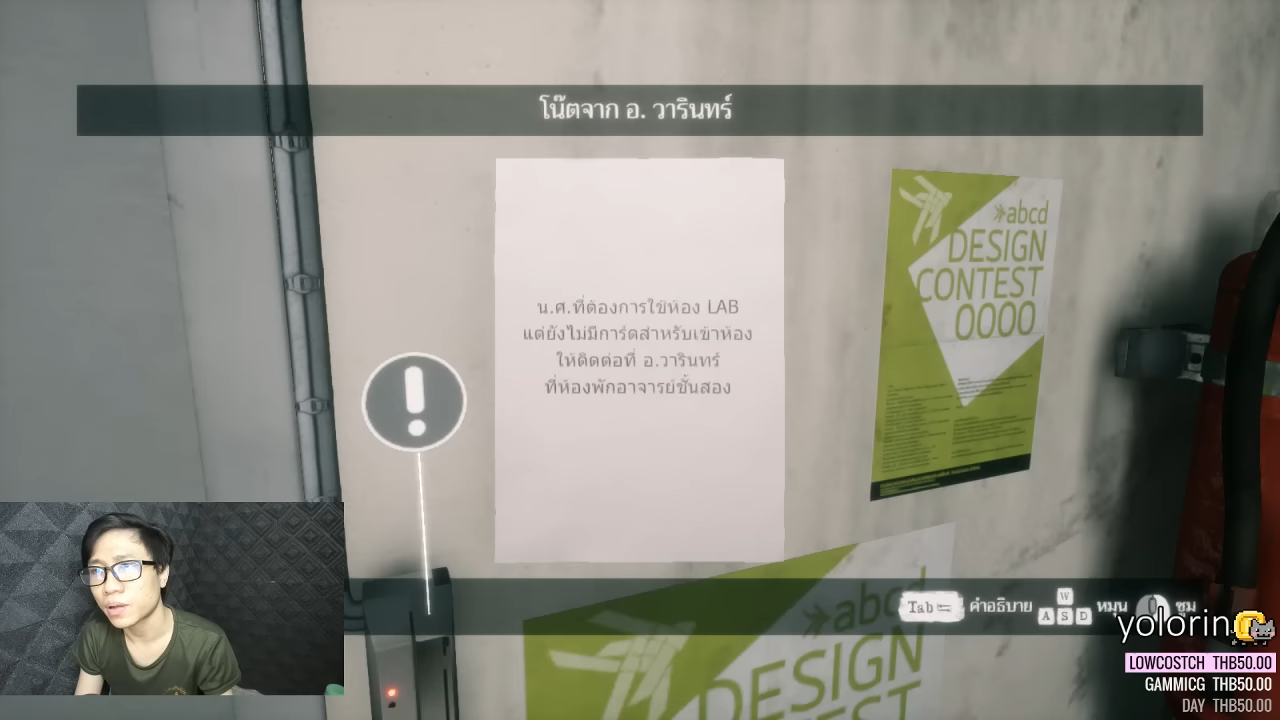 โน๊ตจาก อ. วารินทร์
น.ศ.ที่ต้องการใช้ห้อง LAB
แต่ยังไม่มีการ์ดสำหรับเข้าห้อง
ให้ติดต่อที่ อ.วารินทร์
ที่ห้องพักอาจารย์ชั้นสอง
abcd
DESIGN
CONTEST
0000
abcd
DESIGN
Tab
คำอธิบาย
W
A S D
หมุน
ซูม
yolorin
LOWCOSTCH THB50.00
GAMMICG THB50.00
DAY THB50.00